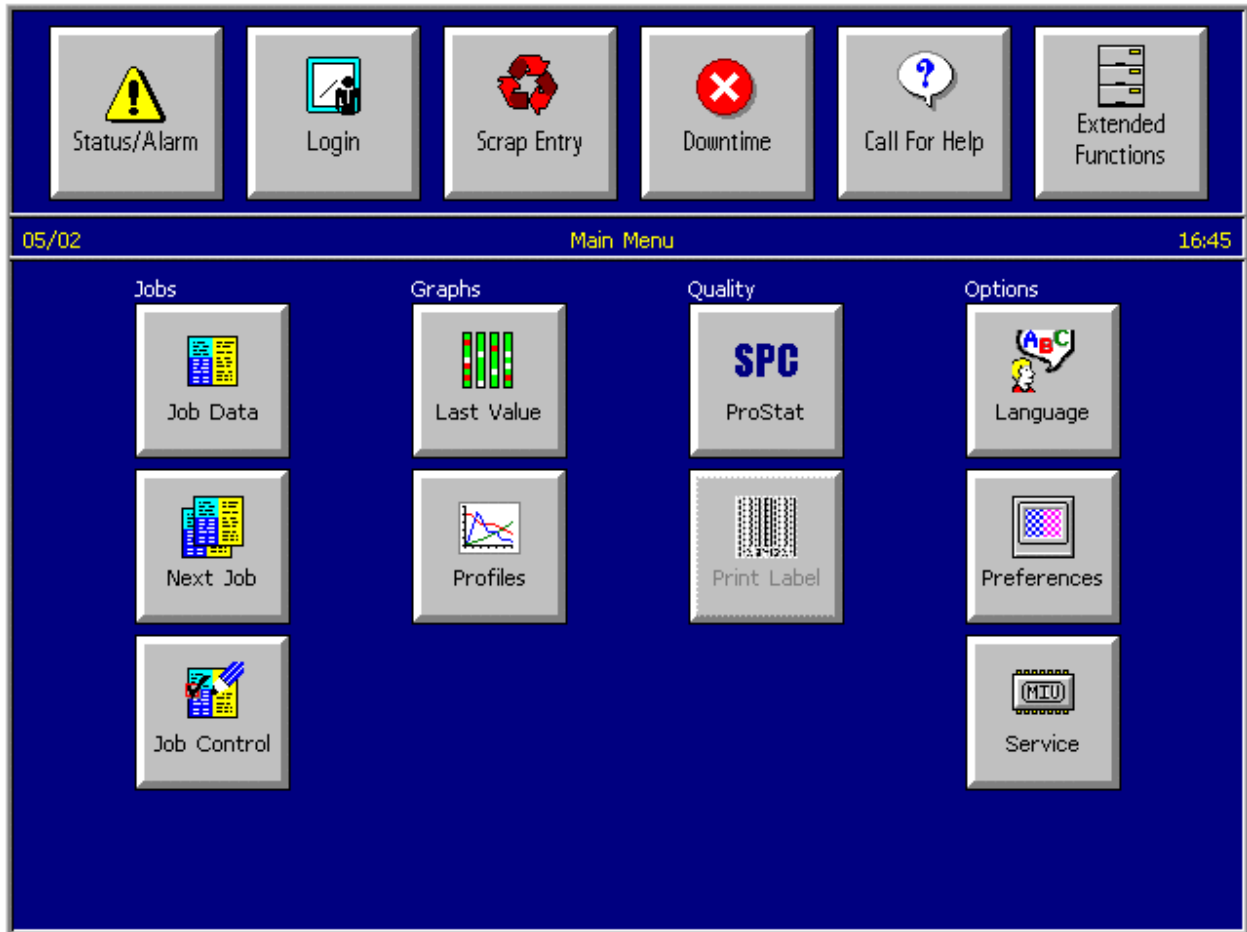 Status/Alarm
Login
Scrap Entry
Downtime
?
Call For Help
Extended
Functions
05/02
Main Menu
16:45
Jobs
Graphs
Quality
Options
Job Data
Last Value
SPC
ProStat
ABC
Language
Next Job
Profiles
Print Label
Preferences
Job Control
MIU
Service